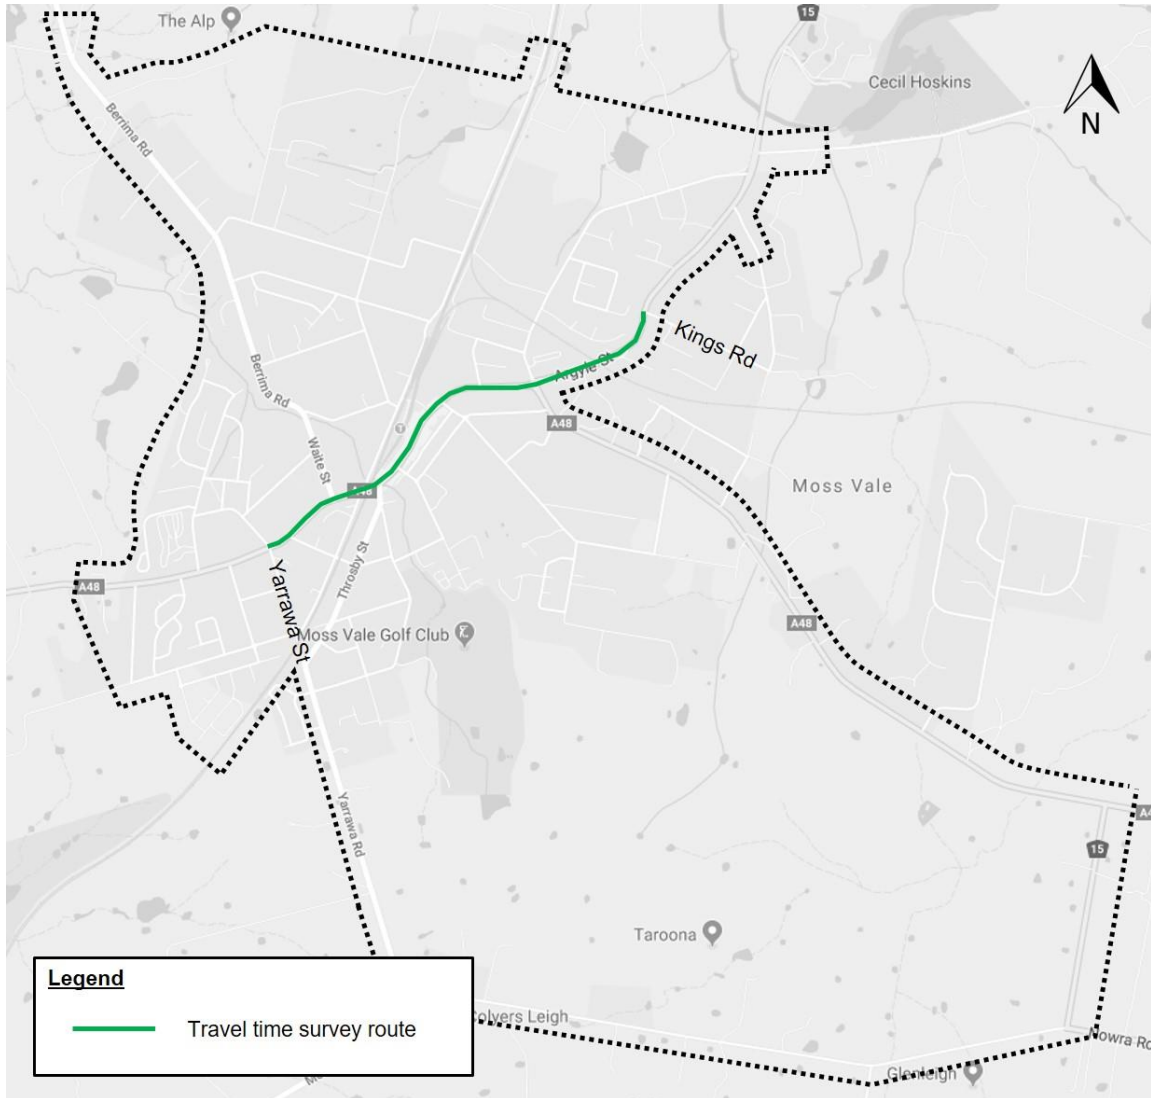 The Alp
15
Cecil Hoskins
N
Berrima Rd
Kings Rd
Argyle St
Berrima Rd
A48
Waite St
A48
Moss Vale
Throsby St
A48
Yarrawa St
A48
Moss Vale Golf Club
Yarrawa Rd
15
Taroona
Legend
Travel time survey route
Colvers Leigh
Nowra Rd
Glenleigh